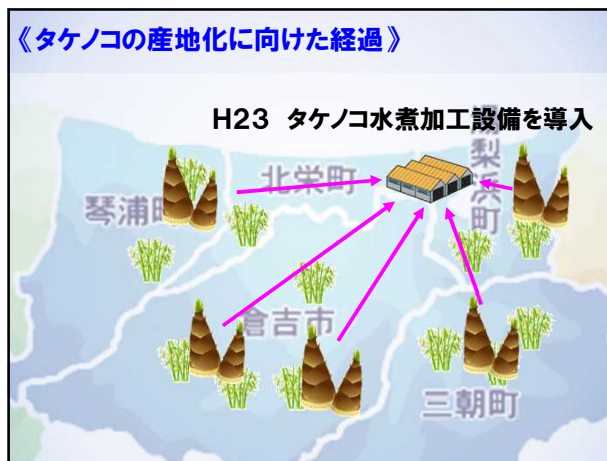 《タケノコの産地化に向けた経過》
H23 タケノコ水煮加工設備を導入
湯梨浜町
北栄町
琴浦町
倉吉市
三朝町